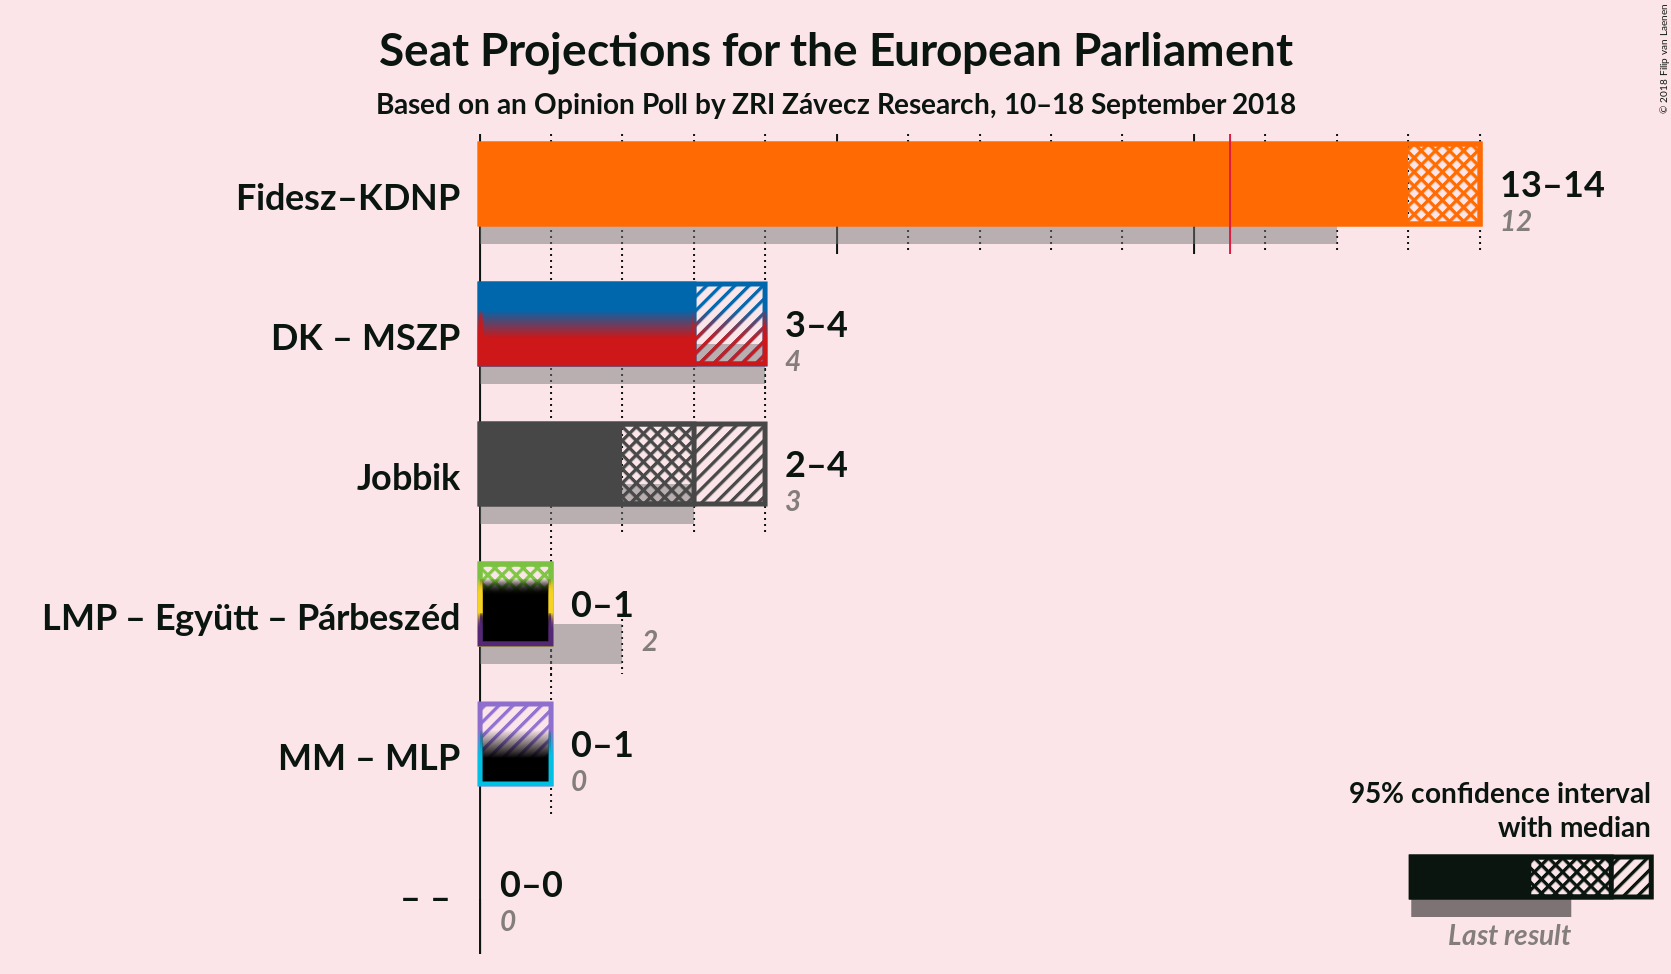 Seat Projections for the European Parliament
Based on an Opinion Poll by ZRI Závecz Research, 10–18 September 2018
© 2018 Filip van Laenen
Fidesz–KDNP
13–14
12
DK – MSZP
3–4
4
Jobbik
2–4
3
LMP – Együtt – Párbeszéd
0–1
2
MM – MLP
0–1
0
– –
0–0
0
95% confidence interval
with median
Last result